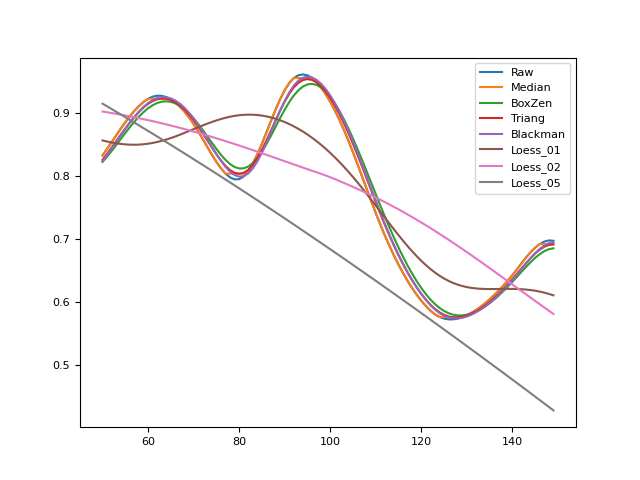 Raw
Median
BoxZen
Triang
Blackman
Loess_01
Loess_02
Loess_05
0.9
0.8
0.7
0.6
0.5
60 80 100 120 140